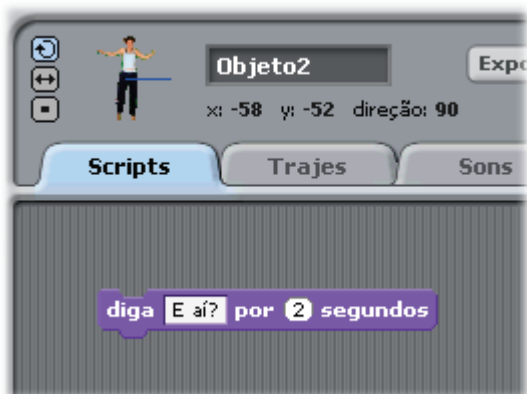 Objeto2
Expo
x: -58 y: -52 direção: 90
Scripts Trajes Sons
diga E aí? por 2 segundos